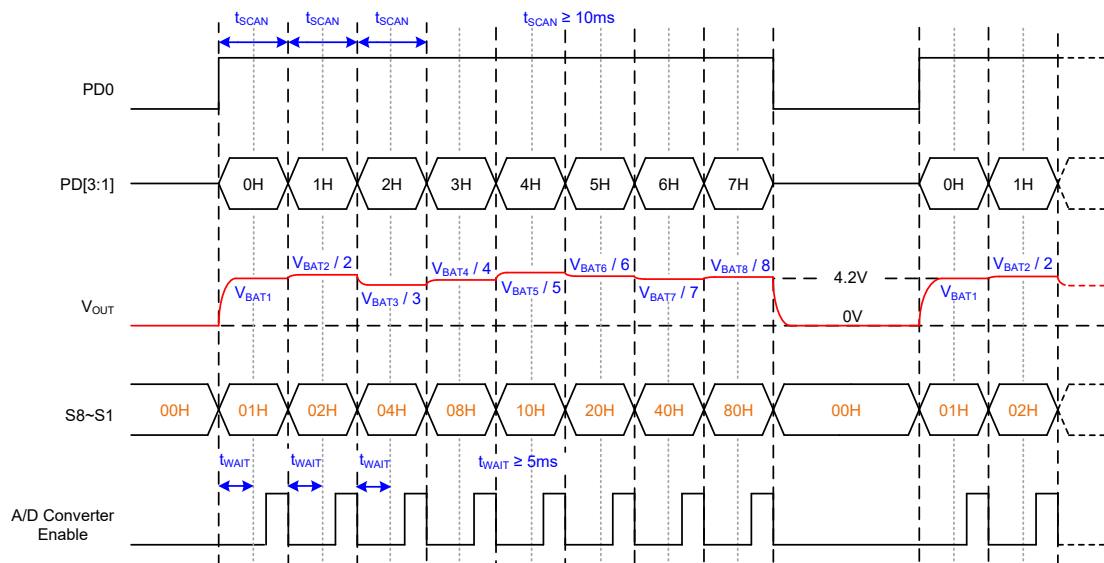 tSCAN tSCAN tSCAN tSCAN ≥ 10ms
PD0
PD[3:1] 0H 1H 2H 3H 4H 5H 6H 7H 0H 1H
VOUT VBAT1 VBAT2 / 2 VBAT3 / 3 VBAT4 / 4 VBAT5 / 5 VBAT6 / 6 VBAT7 / 7 VBAT8 / 8 4.2V 0V VBAT1 VBAT2 / 2
S8~S1 00H 01H 02H 04H 08H 10H 20H 40H 80H 00H 01H 02H
tWAIT tWAIT tWAIT tWAIT ≥ 5ms
A/D Converter
Enable